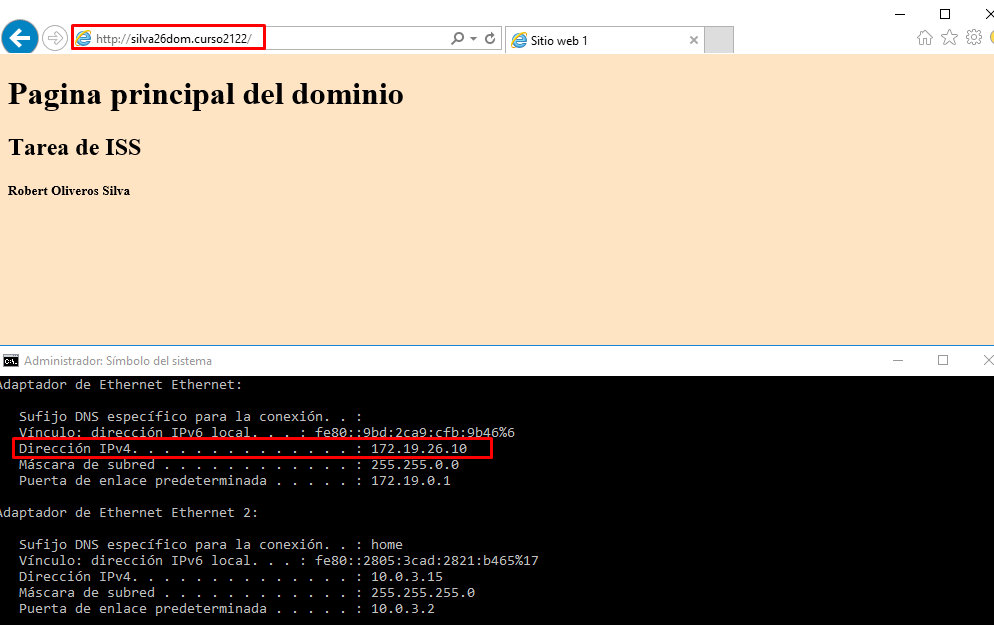 http://silva26dom.curso2122/
Sitio web 1
Pagina principal del dominio
Tarea de ISS
Robert Oliveros Silva
Administrador: Símbolo del sistema
Adaptador de Ethernet Ethernet:
Sufijo DNS específico para la conexión. . :
Vínculo: dirección IPv6 local. . . : fe80::9bd:2ca9:cfb:9b46%6
Dirección IPv4. . . . . . . . . . . . . . : 172.19.26.10
Máscara de subred . . . . . . . . . . . . : 255.255.0.0
Puerta de enlace predeterminada . . . . . : 172.19.0.1
Adaptador de Ethernet Ethernet 2:
Sufijo DNS específico para la conexión. . : home
Vínculo: dirección IPv6 local. . . : fe80::2805:3cad:2821:b465%17
Dirección IPv4. . . . . . . . . . . . . . : 10.0.3.15
Máscara de subred . . . . . . . . . . . . : 255.255.255.0
Puerta de enlace predeterminada . . . . . : 10.0.3.2